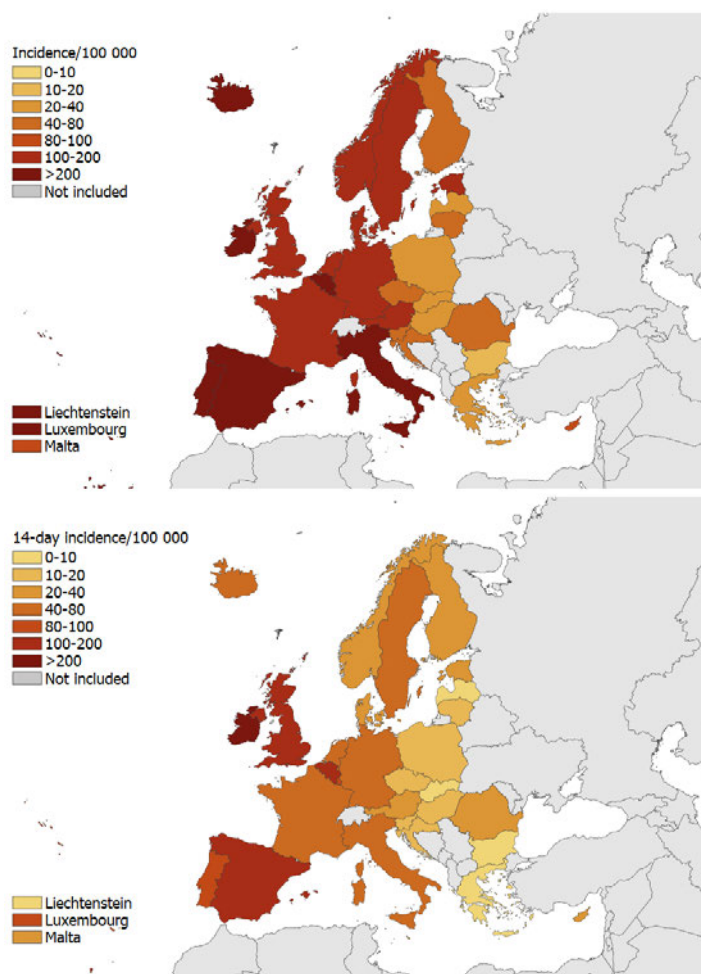 Incidence/100 000
0-10
10-20
20-40
40-80
80-100
100-200
>200
Not included
Liechtenstein
Luxembourg
Malta
14-day incidence/100 000
0-10
10-20
20-40
40-80
80-100
100-200
>200
Not included
Liechtenstein
Luxembourg
Malta